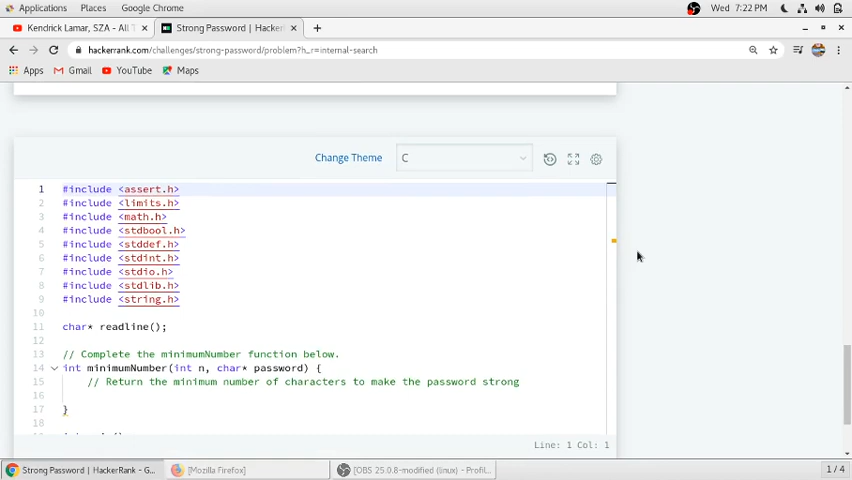 Applications Places Google Chrome Wed 7:22 PM
Kendrick Lamar, SZA - All T Strong Password | HackerR
hackerrank.com/challenges/strong-password/problem?h_r=internal-search
Apps Gmail YouTube Maps
Change Theme C
1 #include <assert.h>
2 #include <limits.h>
3 #include <math.h>
4 #include <stdbool.h>
5 #include <stddef.h>
6 #include <stdint.h>
7 #include <stdio.h>
8 #include <stdlib.h>
9 #include <string.h>
10
11 char* readline();
12
13 // Complete the minimumNumber function below.
14 int minimumNumber(int n, char* password) {
15 // Return the minimum number of characters to make the password strong
16
17 }
18
Line: 1 Col: 1
Strong Password | HackerRank - G... [Mozilla Firefox] [OBS 25.0.8-modified (linux) - Profil... 1 / 4